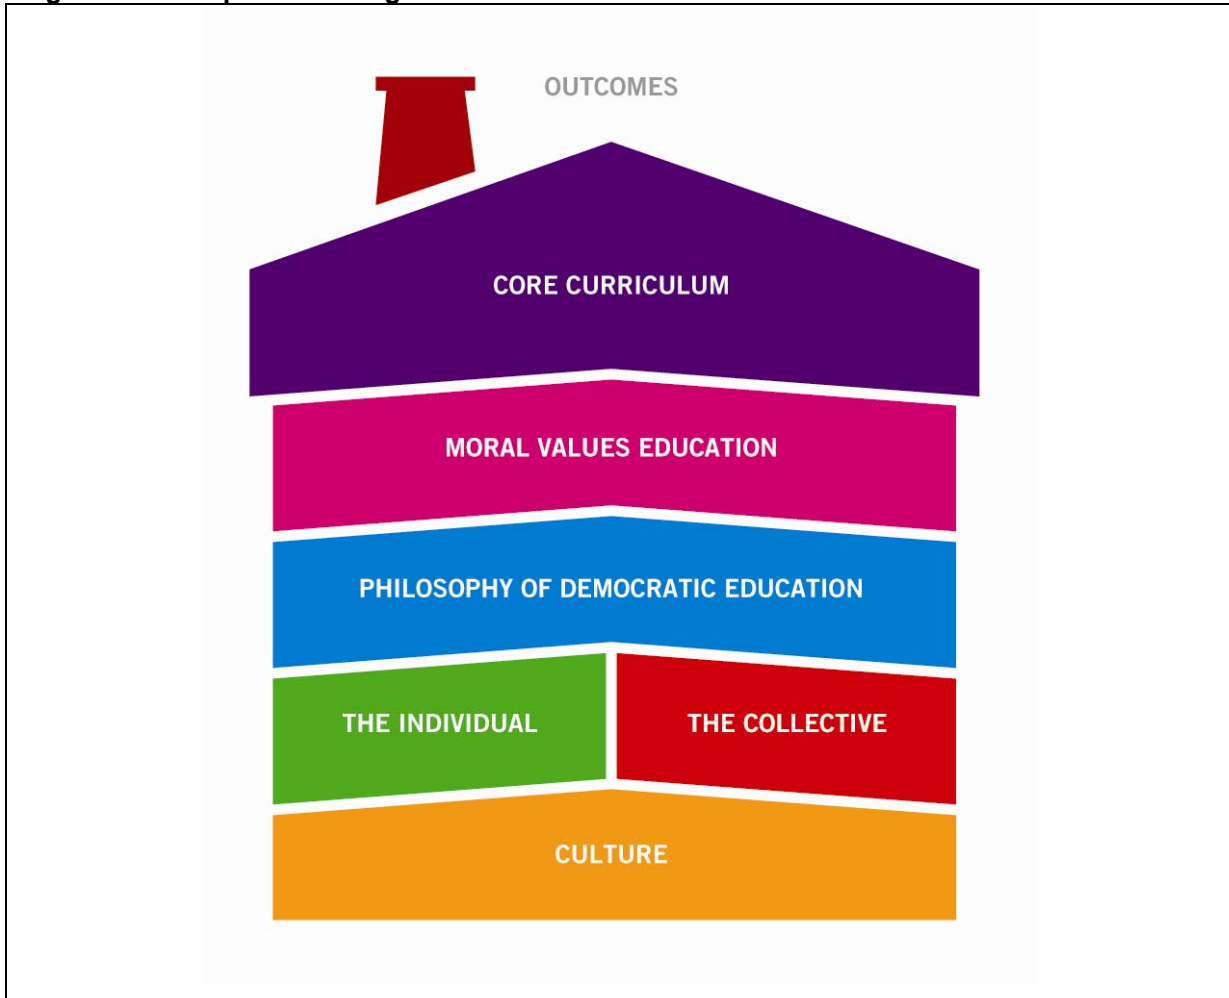 OUTCOMES
CORE CURRICULUM
MORAL VALUES EDUCATION
PHILOSOPHY OF DEMOCRATIC EDUCATION
THE INDIVIDUAL
THE COLLECTIVE
CULTURE